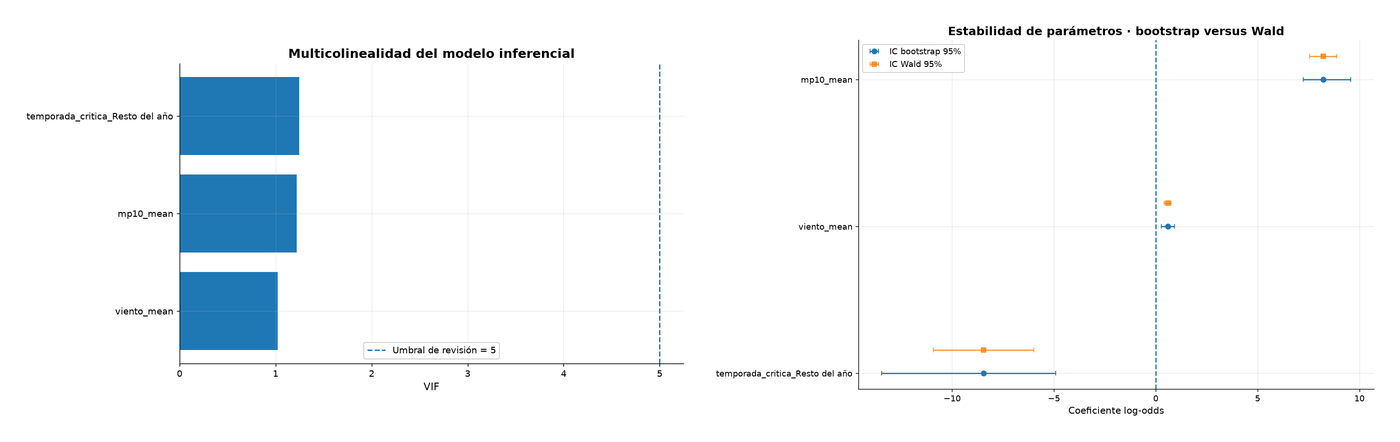 Multicolinealidad del modelo inferencial
temporada_critica_Resto del año
mp10_mean
viento_mean
Umbral de revisión = 5
0 1 2 3 4 5
VIF
Estabilidad de parámetros · bootstrap versus Wald
IC bootstrap 95%
IC Wald 95%
mp10_mean
viento_mean
temporada_critica_Resto del año
−10 −5 0 5 10
Coeficiente log-odds